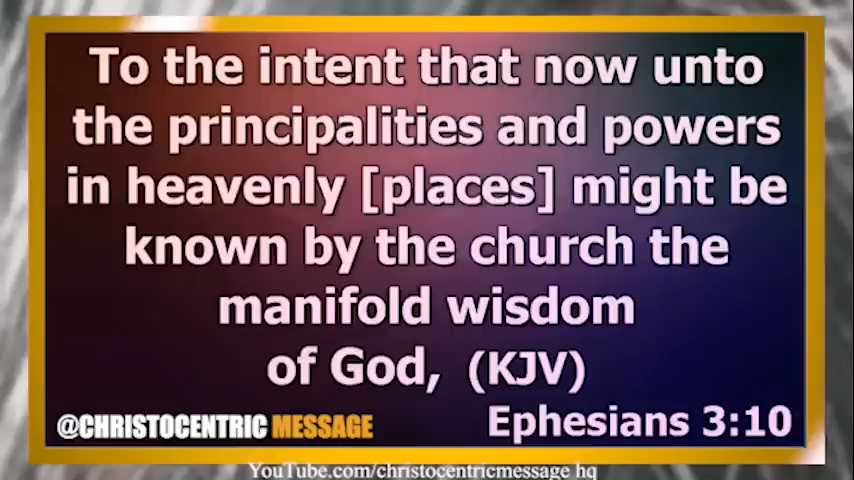 To the intent that now unto
the principalities and powers
in heavenly [places] might be
known by the church the
manifold wisdom
of God, (KJV)
@CHRISTOCENTRIC MESSAGE
Ephesians 3:10
YouTube.com/christocentricmessage hq